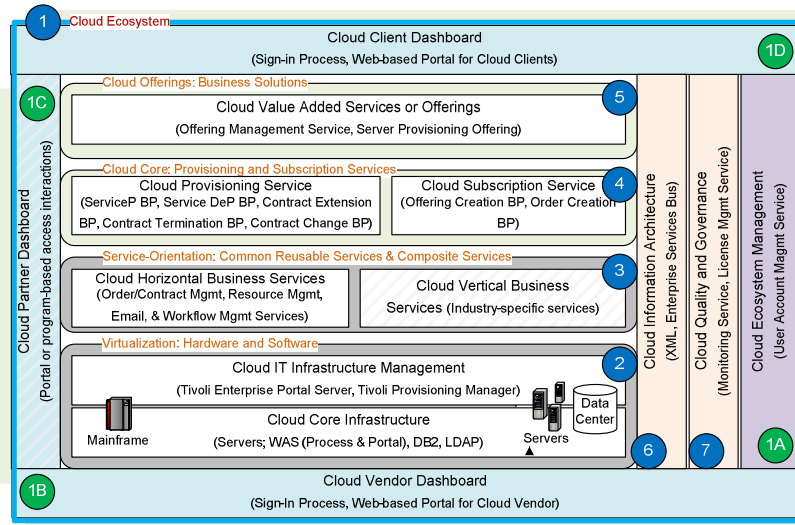 1
Cloud Ecosystem
Cloud Client Dashboard
(Sign-in Process, Web-based Portal for Cloud Clients)
1D
1C
Cloud Partner Dashboard
(Portal or program-based access interactions)
Cloud Offerings: Business Solutions
5
Cloud Value Added Services or Offerings
(Offering Management Service, Server Provisioning Offering)
Cloud Core: Provisioning and Subscription Services
4
Cloud Provisioning Service
(ServiceP BP, Service DeP BP, Contract Extension
BP, Contract Termination BP, Contract Change BP)
Cloud Subscription Service
(Offering Creation BP, Order Creation
BP)
Service-Orientation: Common Reusable Services & Composite Services
3
Cloud Horizontal Business Services
(Order/Contract Mgmt, Resource Mgmt,
Email, & Workflow Mgmt Services)
Cloud Vertical Business
Services (Industry-specific services)
Virtualization: Hardware and Software
2
Cloud IT Infrastructure Management
(Tivoli Enterprise Portal Server, Tivoli Provisioning Manager)
Cloud Core Infrastructure
(Servers; WAS (Process & Portal), DB2, LDAP)
Mainframe
Servers
Data
Center
Cloud Information Architecture
(XML, Enterprise Services Bus)
6
Cloud Quality and Governance
(Monitoring Service, License Mgmt Service)
7
Cloud Ecosystem Management
(User Account Magmt Service)
1A
1B
Cloud Vendor Dashboard
(Sign-In Process, Web-based Portal for Cloud Vendor)